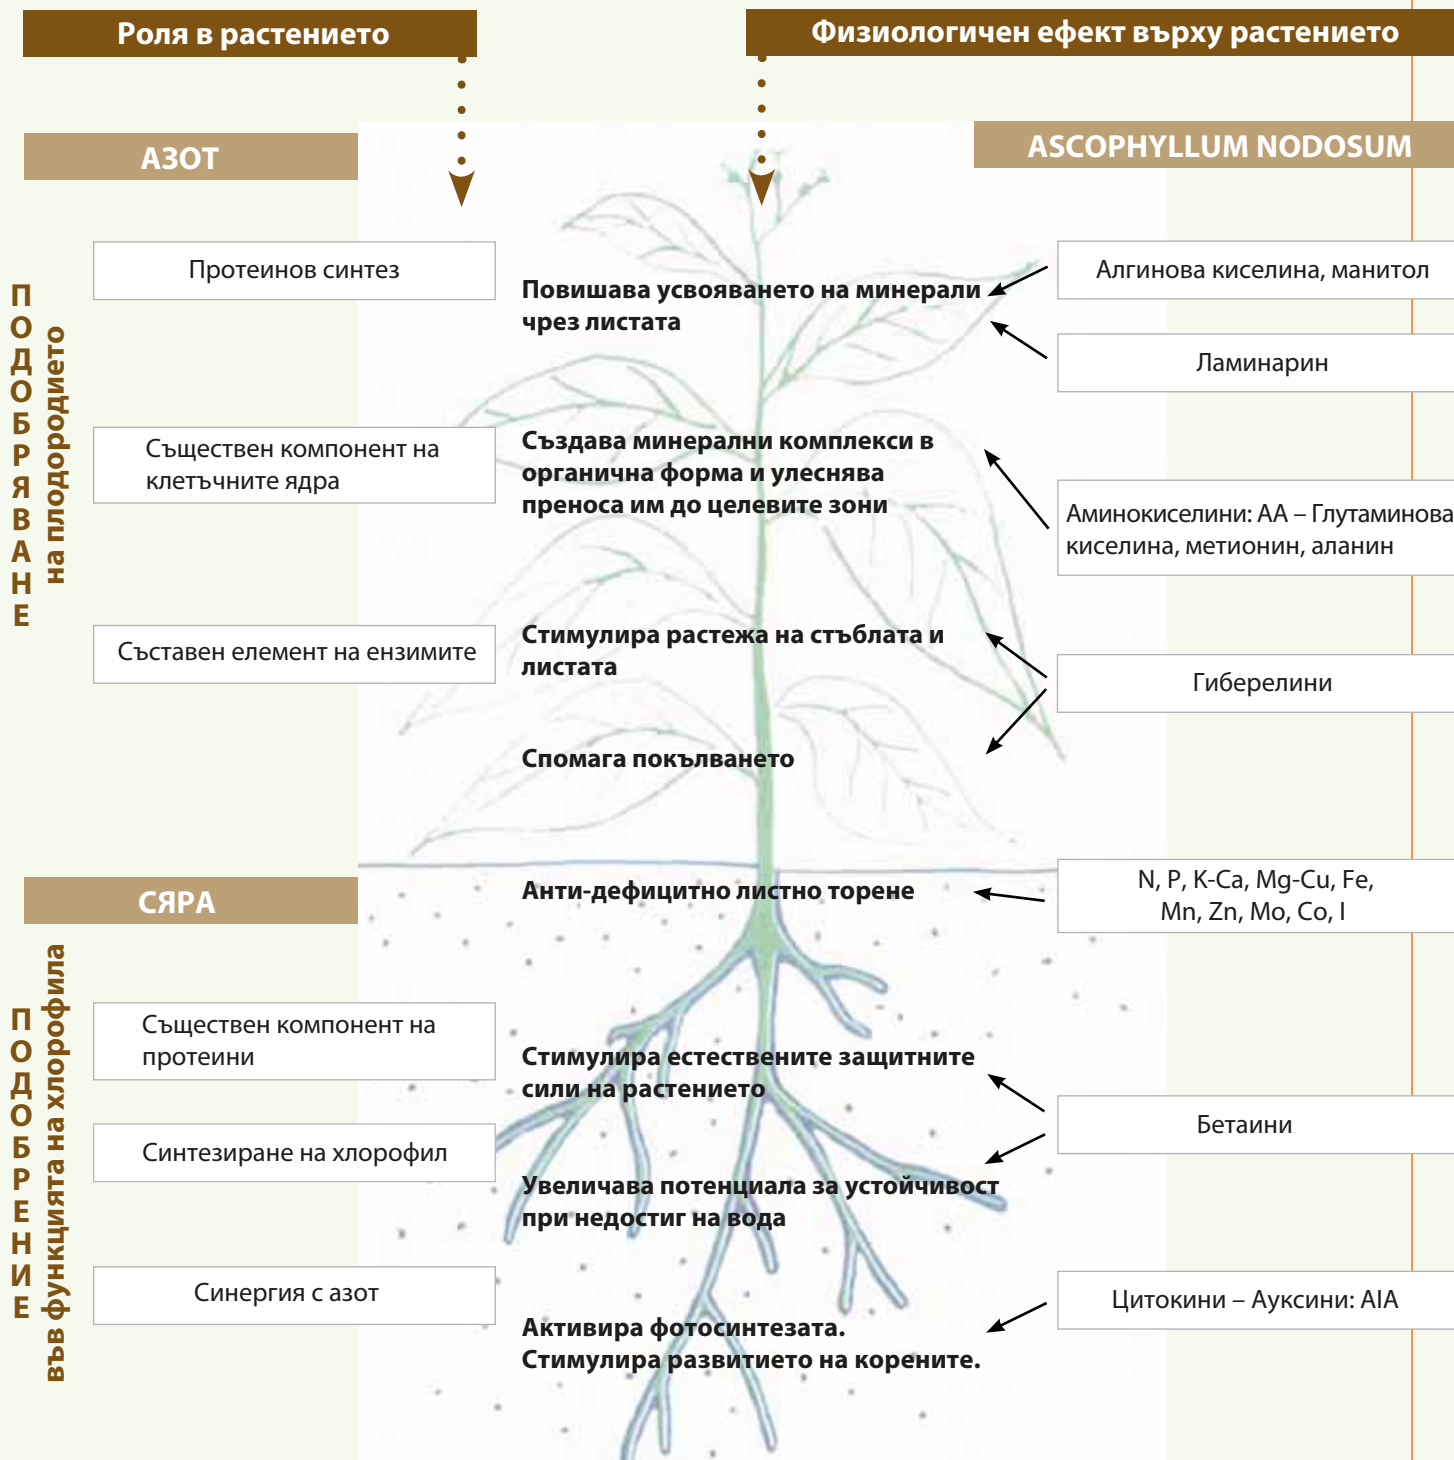 Роля в растението
Физиологичен ефект върху растението
АЗОТ
ASCOPHYLLUM NODOSUM
ПОДОБРЯВАНЕ
на плодородието
Протеинов синтез
Съществен компонент на
клетъчните ядра
Съставен елемент на ензимите
Повишава усвояването на минерали
чрез листата
Създава минерални комплекси в
органична форма и улеснява
преноса им до целевите зони
Стимулира растежа на стъблата и
листата
Спомага покълването
Алгинова киселина, манитол
Ламинарин
Аминокиселини: АА – Глутаминова
киселина, метионин, аланин
Гиберелини
СЯРА
ПОДОБРЕНИЕ
във функцията на хлорофила
Съществен компонент на
протеини
Синтезиране на хлорофил
Синергия с азот
Анти-дефицитно листно торене
Стимулира естествените защитните
сили на растението
Увеличава потенциала за устойчивост
при недостиг на вода
Активира фотосинтезата.
Стимулира развитието на корените.
N, P, K-Ca, Mg-Cu, Fe,
Mn, Zn, Mo, Co, I
Бетаини
Цитокини – Ауксини: AIA